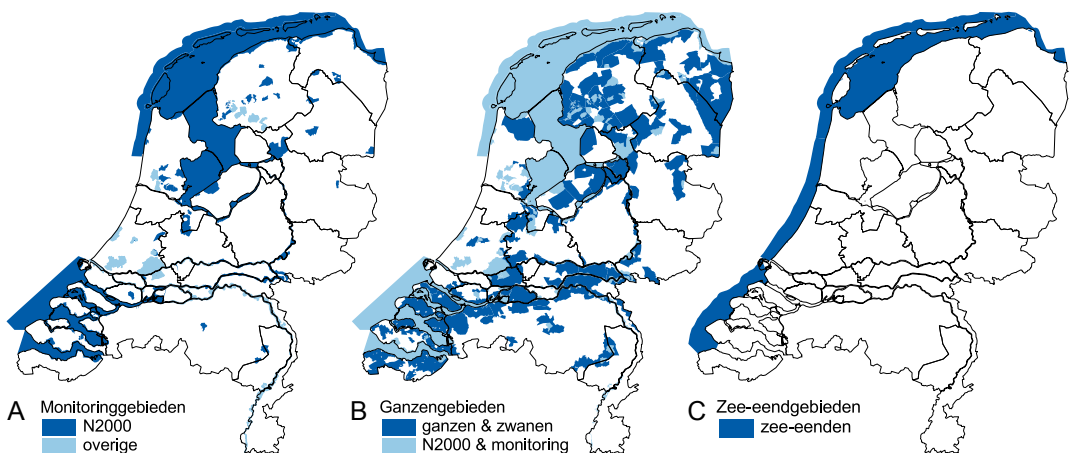 A Monitoringgebieden
N2000
overige
B Ganzengebieden
ganzen & zwanen
N2000 & monitoring
C Zee-eendgebieden
zee-eenden